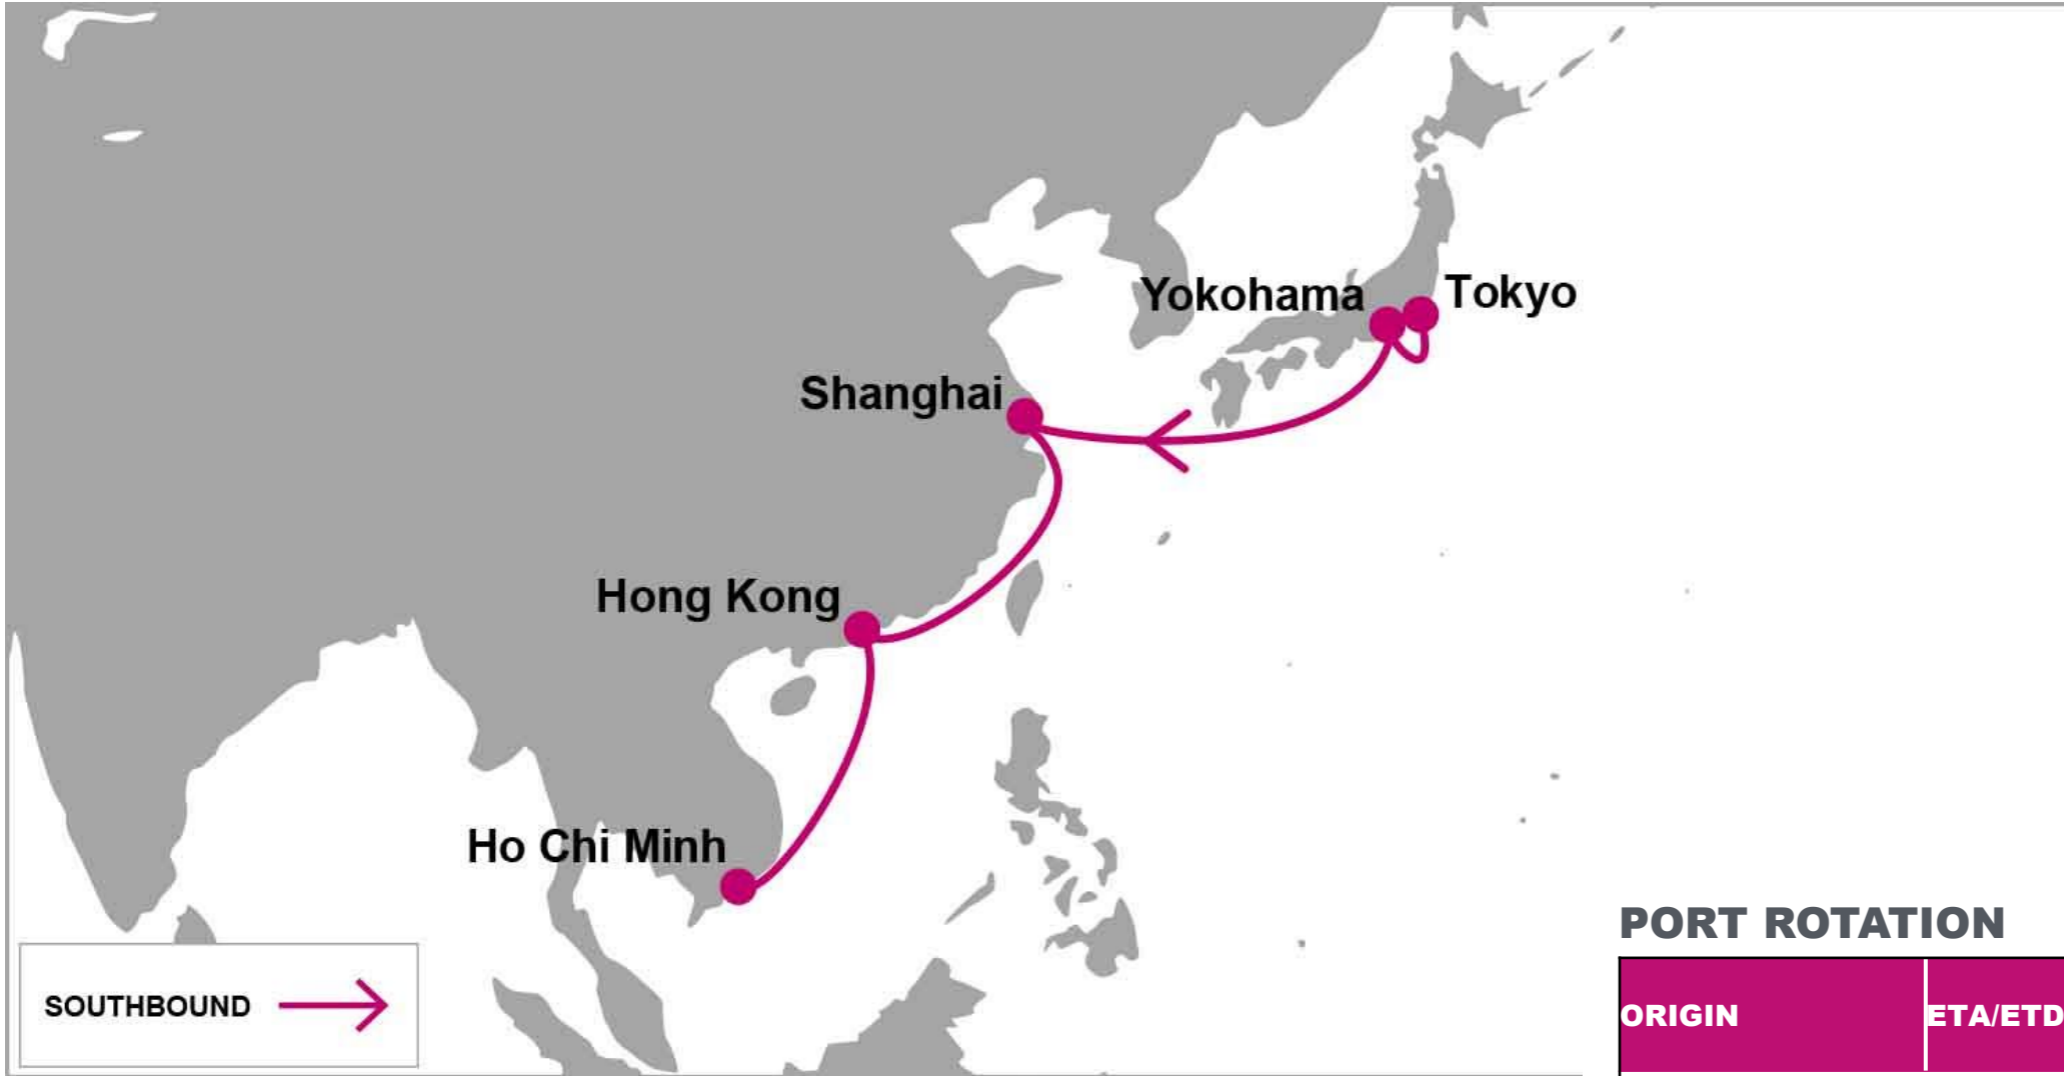 Yokohama
Tokyo
Shanghai
Hong Kong
Ho Chi Minh
SOUTHBOUND
PORT ROTATION
ORIGIN
ETA/ETD